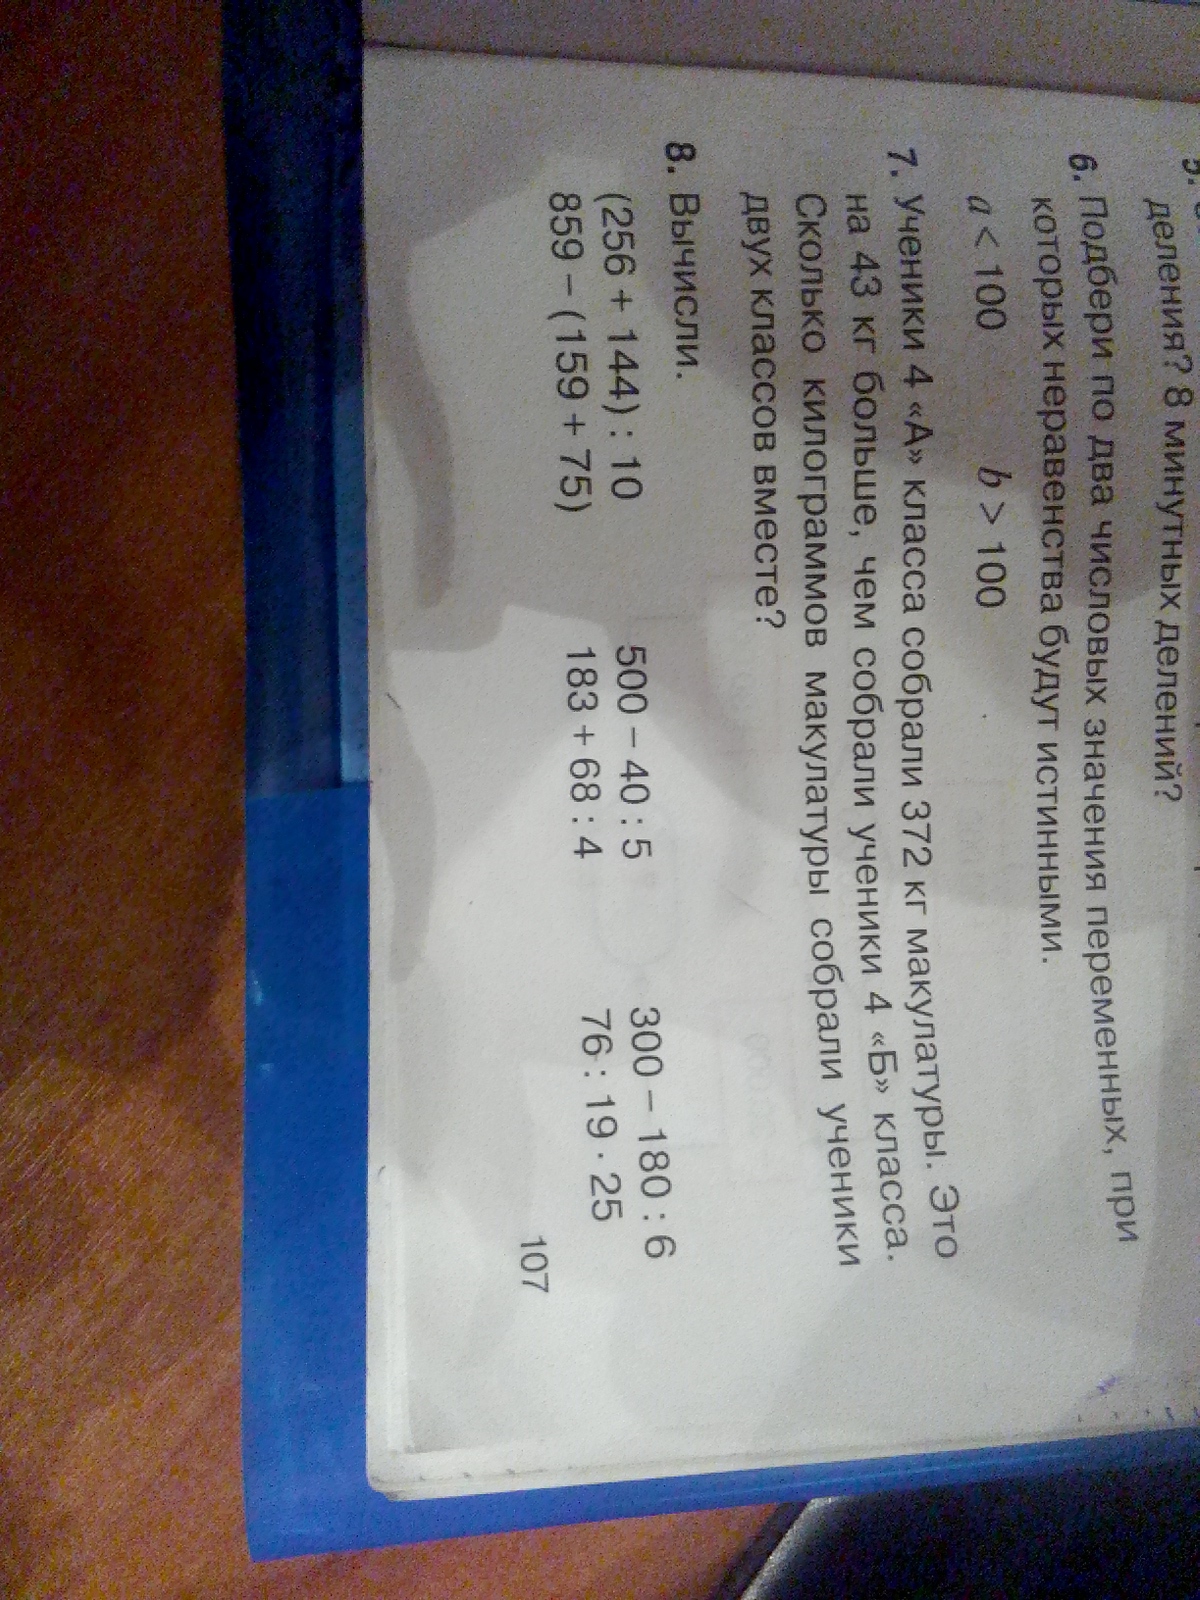 5.
деления? 8 минутных делений?
6. Подбери по два числовых значения переменных, при
которых неравенства будут истинными.
a < 100 b > 100
7. Ученики 4 «А» класса собрали 372 кг макулатуры. Это
на 43 кг больше, чем собрали ученики 4 «Б» класса.
Сколько килограммов макулатуры собрали ученики
двух классов вместе?
8. Вычисли.
(256 + 144) : 10 500 – 40 : 5 300 – 180 : 6
859 – (159 + 75) 183 + 68 : 4 76 : 19 · 25
107